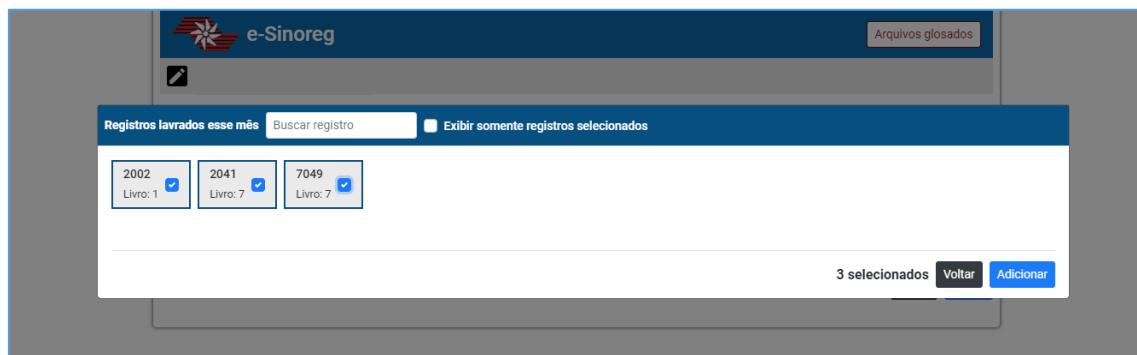 e-Sinoreg
Arquivos glosados
Registros lavrados esse mês
Buscar registro
Exibir somente registros selecionados
2002
Livro: 1
2041
Livro: 7
7049
Livro: 7
3 selecionados
Voltar
Adicionar